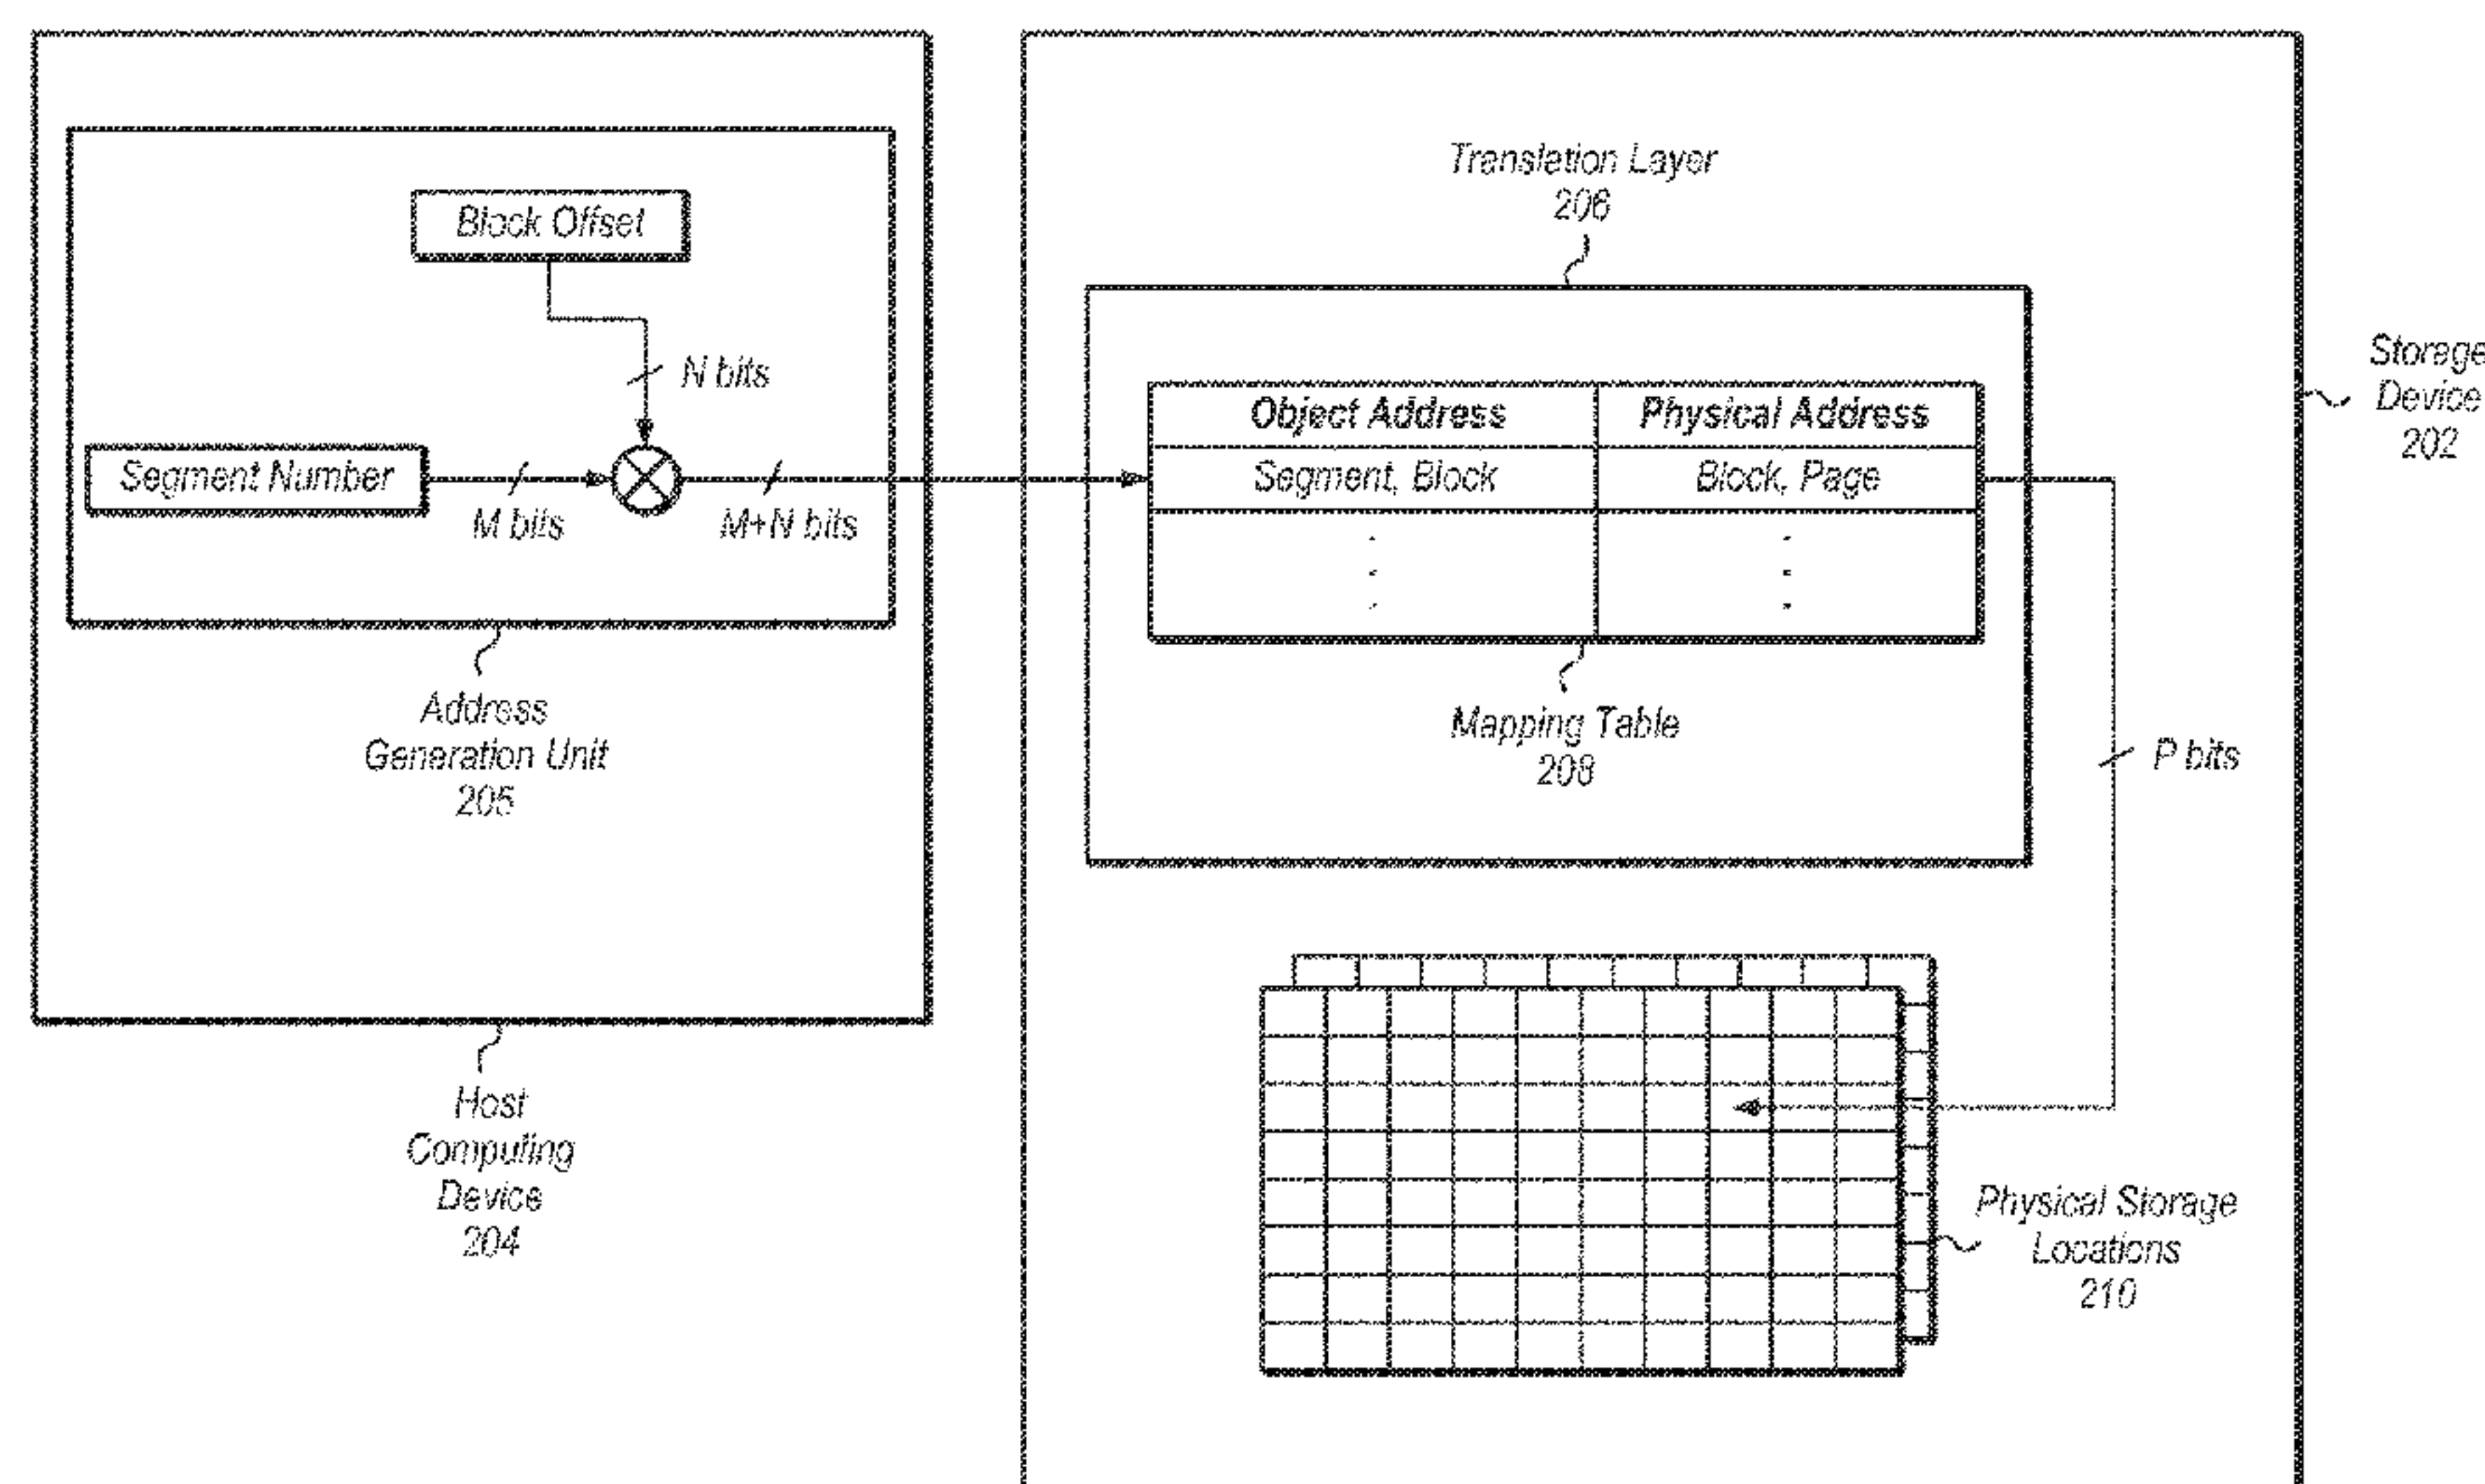 Block Offset
N bits
Segment Number
M bits
M+N bits
Address
Generation Unit
205
Host
Computing
Device
204
Translation Layer
206
Object Address Physical Address
Segment, Block Block, Page
Mapping Table
208
P bits
Storage
Device
202
Physical Storage
Locations
210